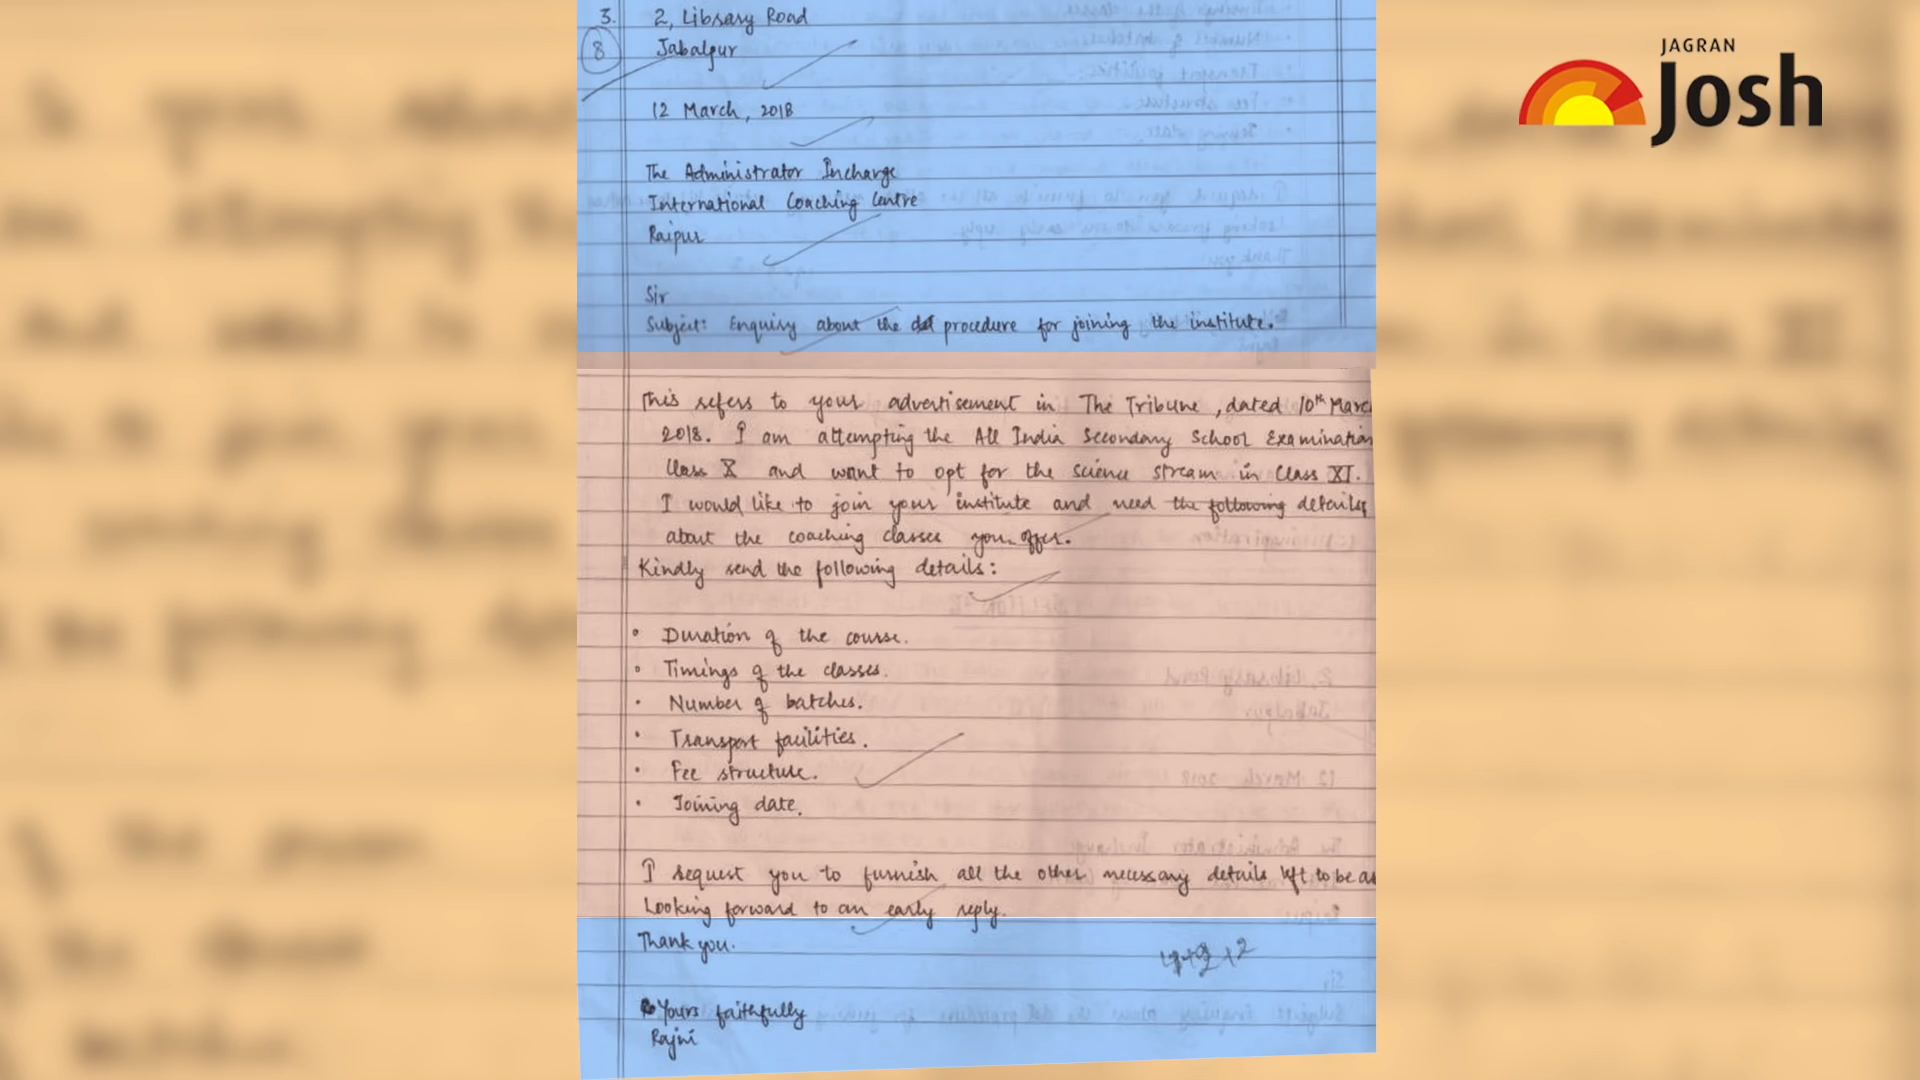 JAGRAN
Josh
3.
8
2, Library Road
Jabalpur
12 March, 2018
The Administrator Incharge
International Coaching Centre
Raipur
Sir
Subject: Enquiry about the procedure for joining the institute.
This refers to your advertisement in The Tribune, dated 10th Marc
2018. I am attempting the All India Secondary School Examination
Class X and want to opt for the science stream in Class XI.
I would like to join your institute and need the following details
about the coaching classes you offer.
Kindly send the following details:
• Duration of the course.
• Timings of the classes.
• Number of batches.
• Transport facilities.
• Fee structure.
• Joining date.
I request you to furnish all the other necessary details left to be as
Looking forward to an early reply.
Thank you.
Yours faithfully
Rajni